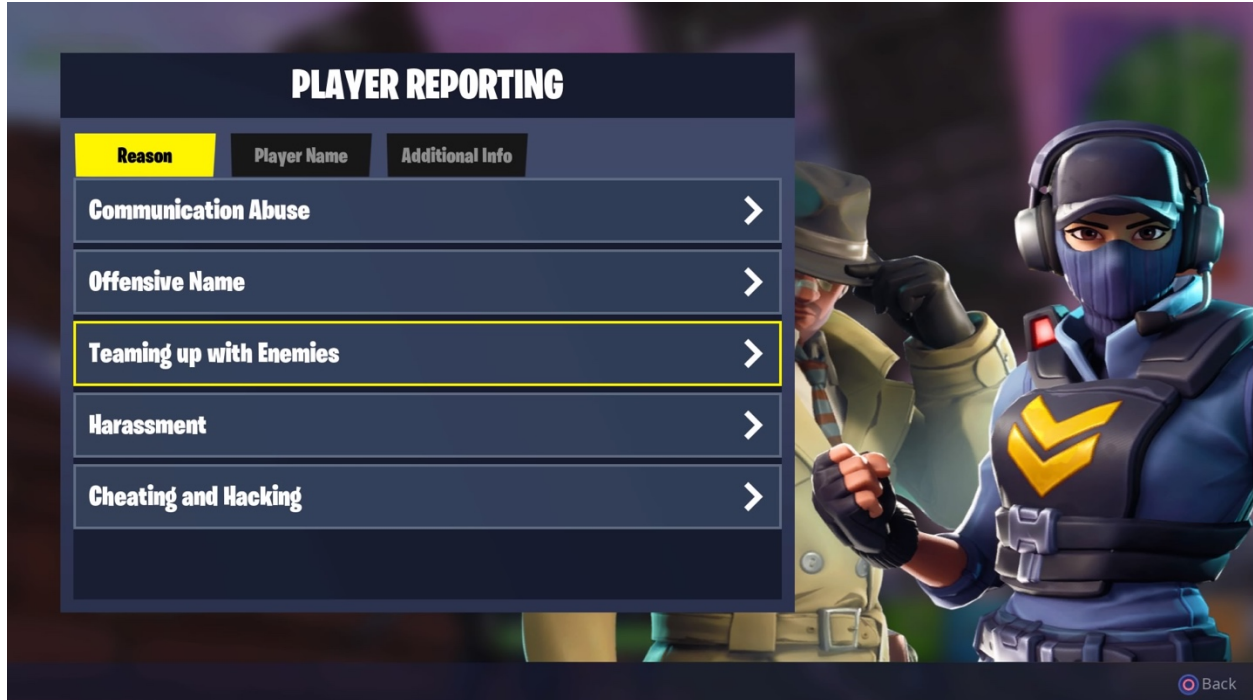 PLAYER REPORTING
Reason Player Name Additional Info
Communication Abuse
Offensive Name
Teaming up with Enemies
Harassment
Cheating and Hacking
Back